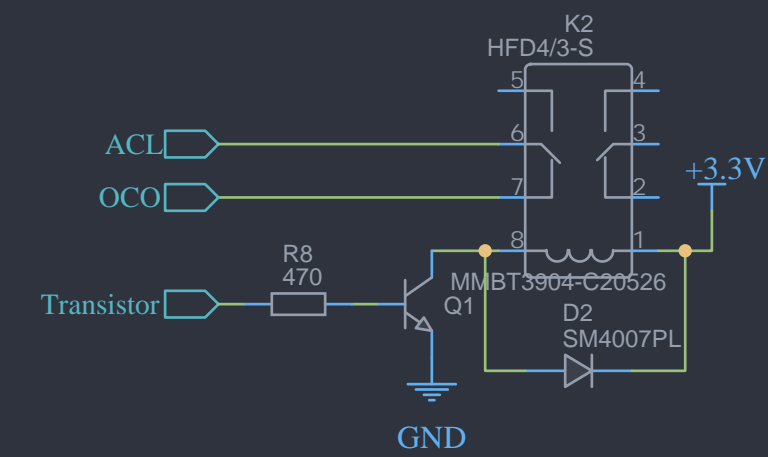 K2
HFD4/3-S
5
4
ACL
6
3
+3.3V
OCO
7
2
8
1
R8
470
MMBT3904-C20526
Transistor
Q1
D2
SM4007PL
GND